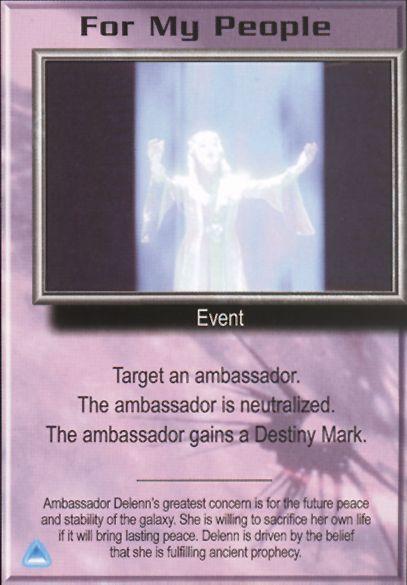 For My People
Event
Target an ambassador.
The ambassador is neutralized.
The ambassador gains a Destiny Mark.
Ambassador Delenn's greatest concern is for the future peace
and stability of the galaxy. She is willing to sacrifice her own life
if it will bring lasting peace. Delenn is driven by the belief
that she is fulfilling ancient prophecy.